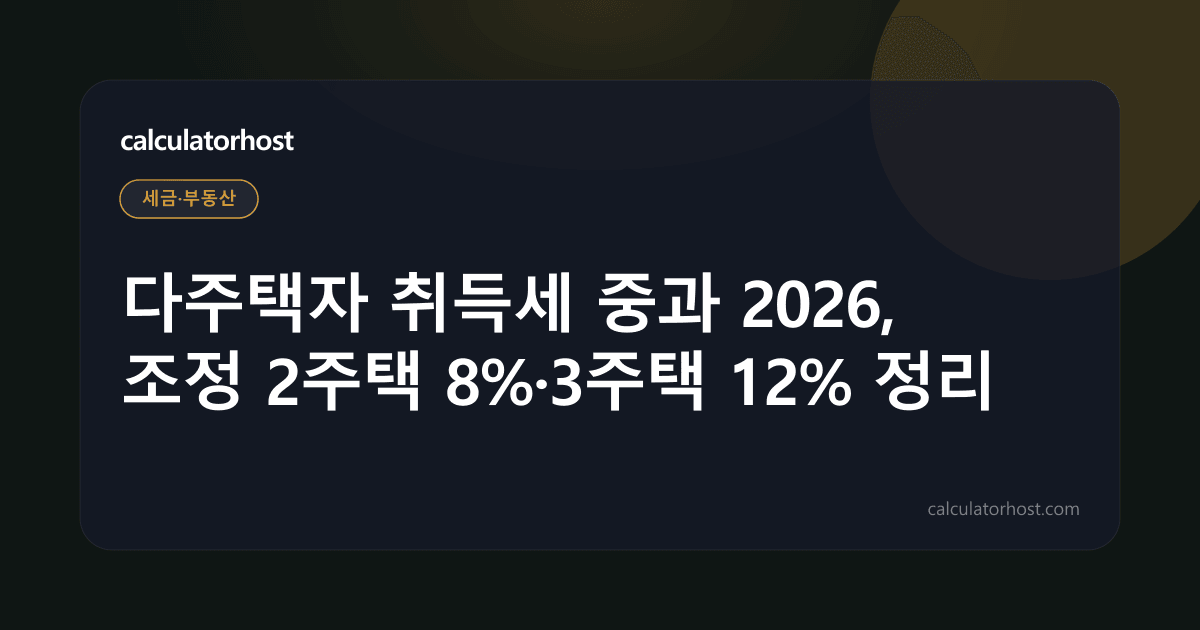 calculatorhost
세금·부동산
다주택자 취득세 중과 2026,
조정 2주택 8%·3주택 12% 정리
calculatorhost.com